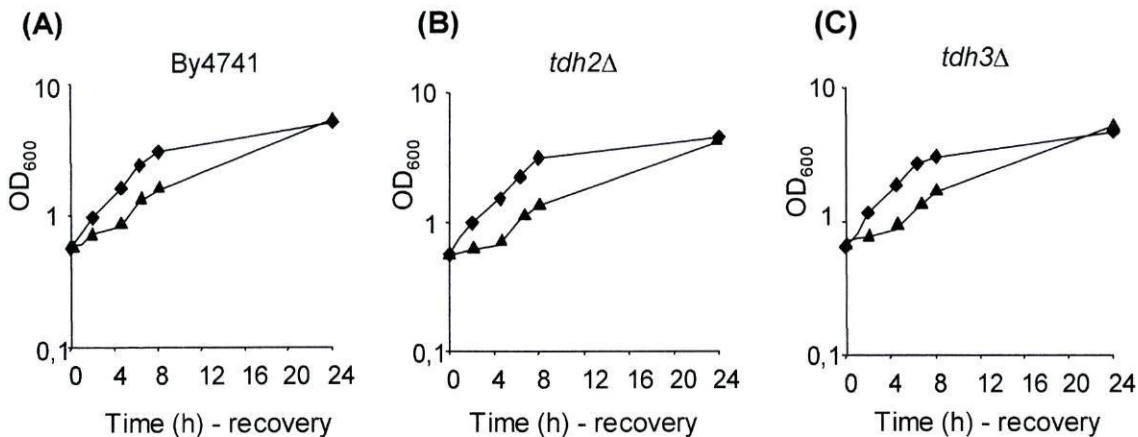 (A)
By4741
10
1
0,1
OD600
0 4 8 12 16 20 24
Time (h) - recovery
(B)
tdh2Δ
10
1
0,1
OD600
0 4 8 12 16 20 24
Time (h) - recovery
(C)
tdh3Δ
10
1
0,1
OD600
0 4 8 12 16 20 24
Time (h) - recovery